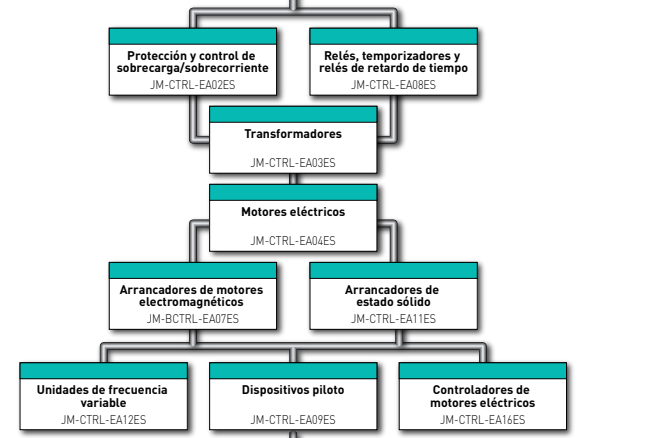 Protección y control de
sobrecarga/sobrecorriente
JM-CTRL-EA02ES
Relés, temporizadores y
relés de retardo de tiempo
JM-CTRL-EA08ES
Transformadores
JM-CTRL-EA03ES
Motores eléctricos
JM-CTRL-EA04ES
Arrancadores de motores
electromagnéticos
JM-BCTRL-EA07ES
Arrancadores de
estado sólido
JM-CTRL-EA11ES
Unidades de frecuencia
variable
JM-CTRL-EA12ES
Dispositivos piloto
JM-CTRL-EA09ES
Controladores de
motores eléctricos
JM-CTRL-EA16ES